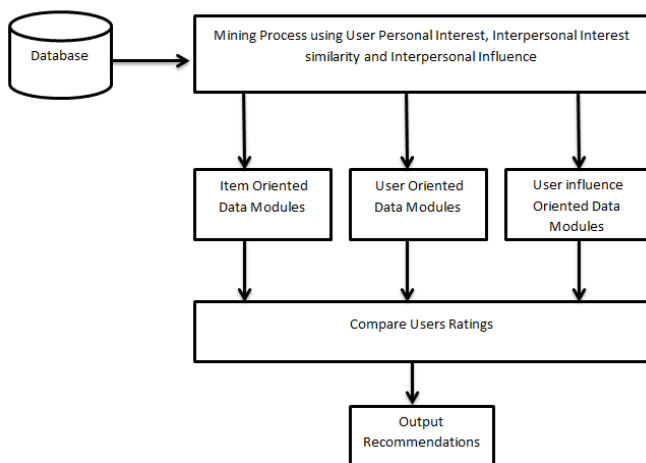 Database
Mining Process using User Personal Interest, Interpersonal Interest
similarity and Interpersonal Influence
Item Oriented
Data Modules
User Oriented
Data Modules
User influence
Oriented Data
Modules
Compare Users Ratings
Output
Recommendations